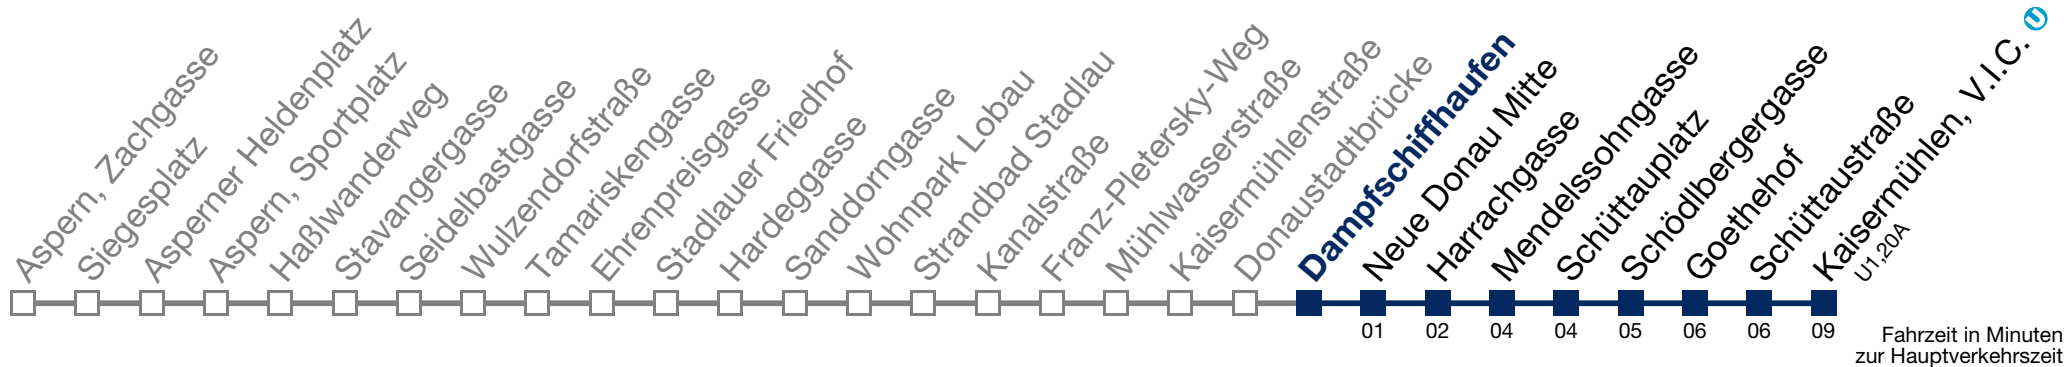 Aspern, Zachgasse
Siegesplatz
Asperner Heldenplatz
Aspern, Sportplatz
Haßlwanderweg
Stavangergasse
Seidelbastgasse
Wulzendorfstraße
Tamariskengasse
Ehrenpreisgasse
Stadlauer Friedhof
Hardeggasse
Sanddorngasse
Wohnpark Lobau
Strandbad Stadlau
Kanalstraße
Franz-Pletersky-Weg
Mühlwasserstraße
Kaisermühlenstraße
Donaustadtbrücke
Dampfschiffhaufen
Neue Donau Mitte
Harrachgasse
Mendelssohngasse
Schüttauplatz
Schödlbergergasse
Goethehof
Schüttaustraße
Kaisermühlen, V.I.C. U
U1,20A
01 02 04 04 05 06 06 09
Fahrzeit in Minuten
zur Hauptverkehrszeit